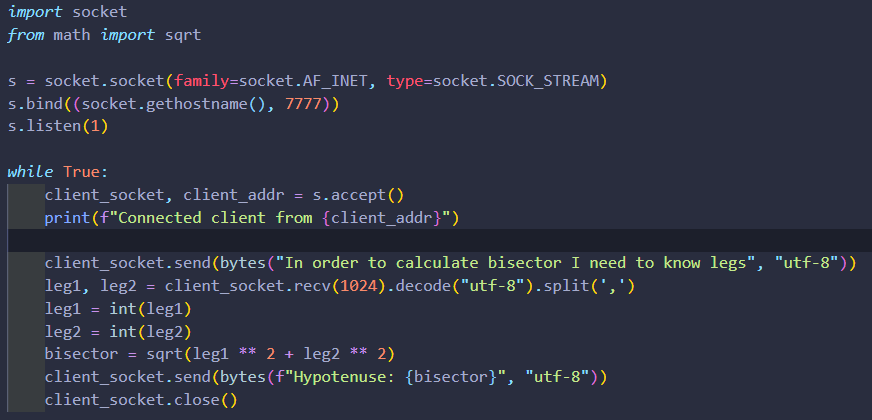 import socket
from math import sqrt

s = socket.socket(family=socket.AF_INET, type=socket.SOCK_STREAM)
s.bind((socket.gethostname(), 7777))
s.listen(1)

while True:
    client_socket, client_addr = s.accept()
    print(f"Connected client from {client_addr}")

    client_socket.send(bytes("In order to calculate bisector I need to know legs", "utf-8"))
    leg1, leg2 = client_socket.recv(1024).decode("utf-8").split(',')
    leg1 = int(leg1)
    leg2 = int(leg2)
    bisector = sqrt(leg1 ** 2 + leg2 ** 2)
    client_socket.send(bytes(f"Hypotenuse: {bisector}", "utf-8"))
    client_socket.close()